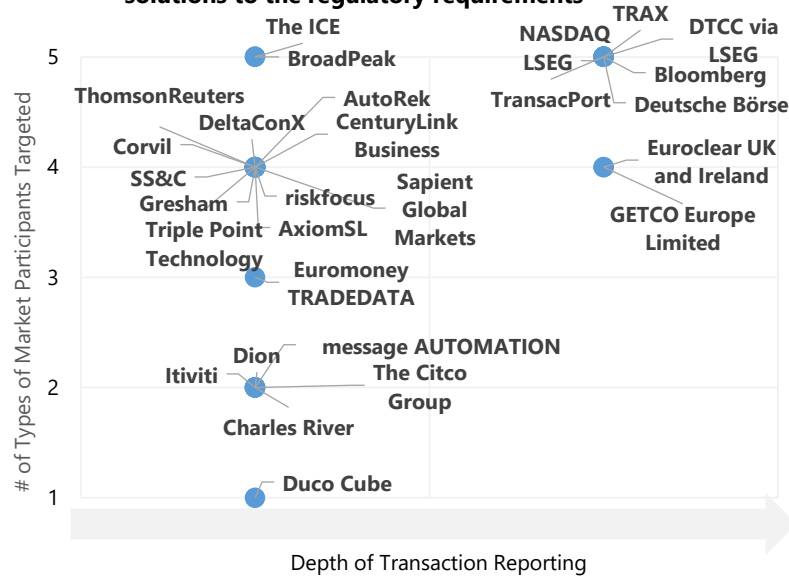 solutions to the regulatory requirements
The ICE
BroadPeak
TRAX
NASDAQ
DTCC via
LSEG
LSEG
Bloomberg
TransacPort
Deutsche Börse
5
ThomsonReuters
AutoRek
DeltaConX
CenturyLink
Business
Corvil
Euroclear UK
and Ireland
4
SS&C
Sapient
Global
Markets
riskfocus
Gresham
GETCO Europe
Limited
Triple Point
Technology
AxiomSL
3
Euromoney
TRADEDATA
message AUTOMATION
Dion
The Citco
Group
Itiviti
2
Charles River
Duco Cube
1
# of Types of Market Participants Targeted
Depth of Transaction Reporting